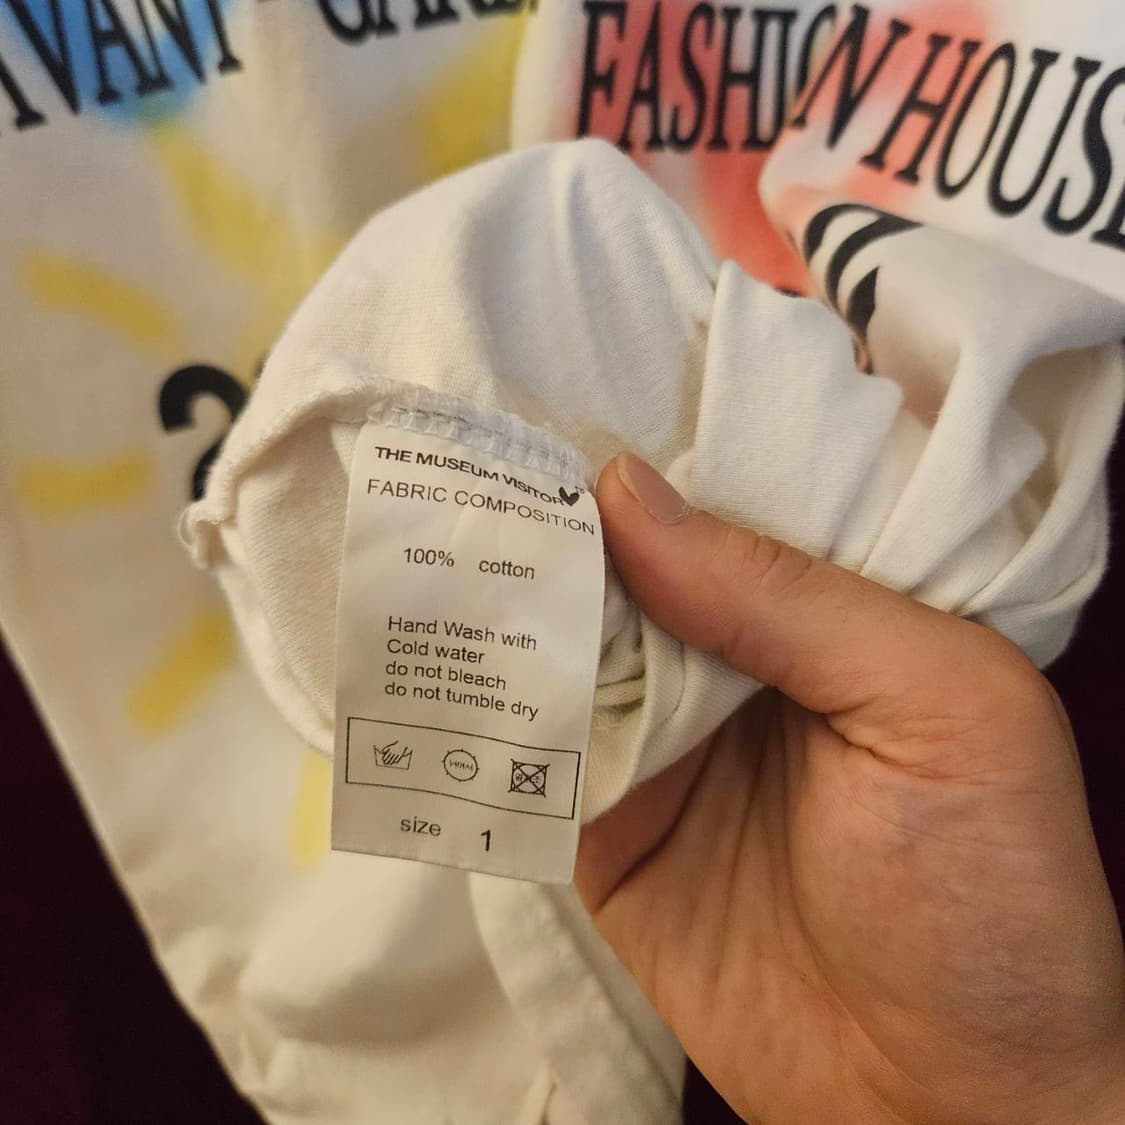 FASHION HOUS
THE MUSEUM VISITOR
FABRIC COMPOSITION
100% cotton
Hand Wash with
Cold water
do not bleach
do not tumble dry
size 1